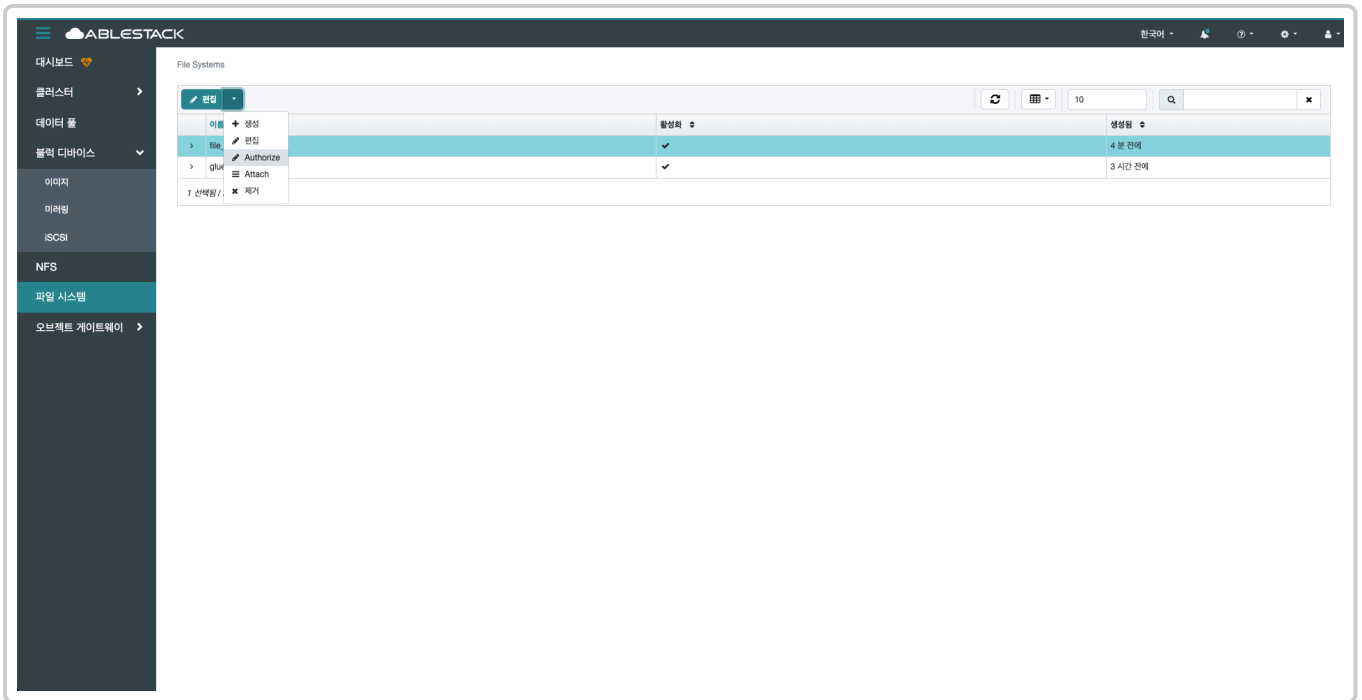 ABLESTACK
한국어
대시보드
클러스터
데이터 풀
블럭 디바이스
이미지
미러링
iSCSI
NFS
파일 시스템
오브젝트 게이트웨이
File Systems
편집
10
이름 활성화 생성됨
생성
편집
Authorize
Attach
제거
file_ 4 분 전에
glue 3 시간 전에
1 선택됨 /